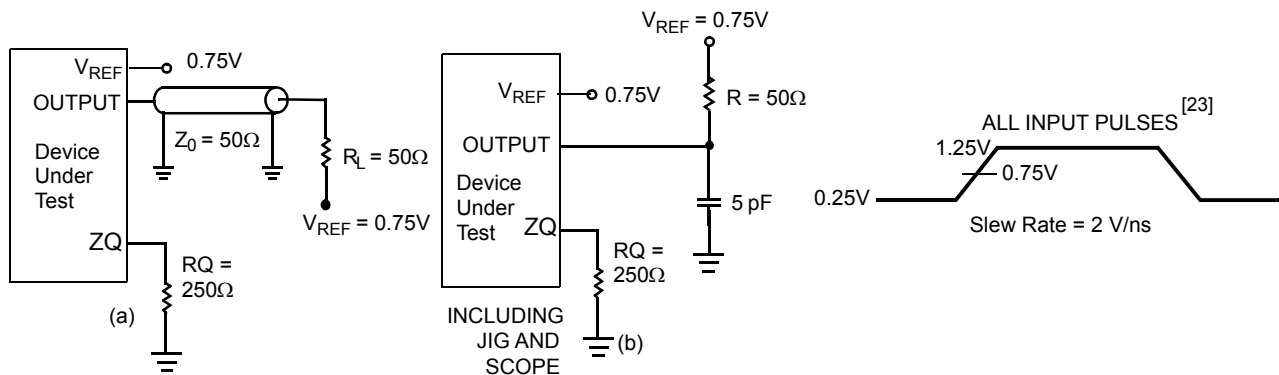 V_REF 0.75V
OUTPUT
Z_0 = 50Ω
Device
Under
Test
R_L = 50Ω
V_REF = 0.75V
ZQ
RQ =
250Ω
(a)
V_REF = 0.75V
R = 50Ω
V_REF 0.75V
OUTPUT
Device
Under
Test
5 pF
ZQ
RQ =
250Ω
INCLUDING
JIG AND
SCOPE
(b)
ALL INPUT PULSES [23]
1.25V
0.75V
0.25V
Slew Rate = 2 V/ns